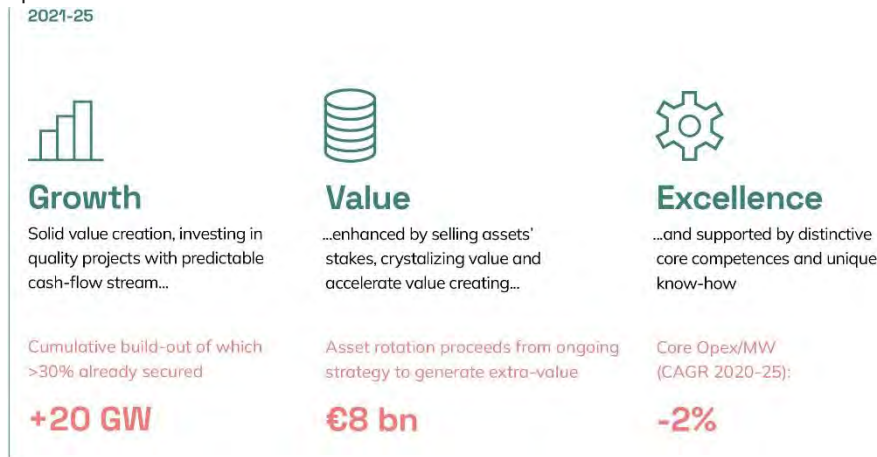 2021-25
Growth
Solid value creation, investing in
quality projects with predictable
cash-flow stream...
Cumulative build-out of which
>30% already secured
+20 GW
Value
...enhanced by selling assets'
stakes, crystalizing value and
accelerate value creating...
Asset rotation proceeds from ongoing
strategy to generate extra-value
€8 bn
Excellence
...and supported by distinctive
core competences and unique
know-how
Core Opex/MW
(CAGR 2020-25):
-2%